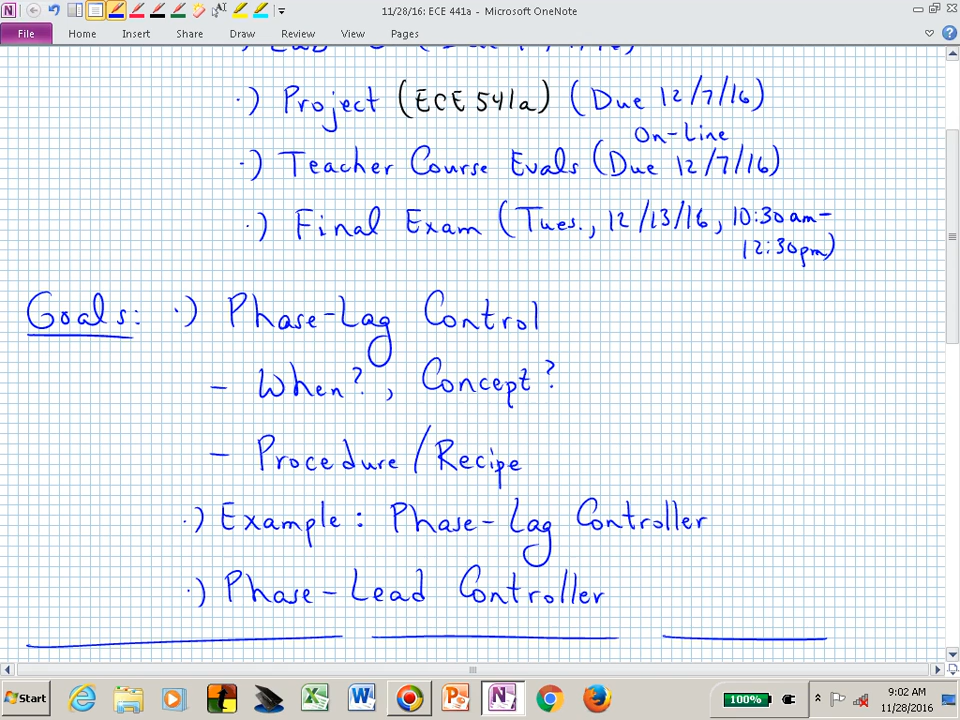 11/28/16: ECE 441a - Microsoft OneNote
File Home Insert Share Draw Review View Pages
·) Project (ECE 541a) (Due 12/7/16)
On-Line
·) Teacher Course Evals (Due 12/7/16)
·) Final Exam (Tues., 12/13/16, 10:30am-
12:30pm)
Goals: ·) Phase-Lag Control
- When?, Concept?
- Procedure/Recipe
·) Example: Phase-Lag Controller
·) Phase-Lead Controller
Start 100% 9:02 AM
11/28/2016